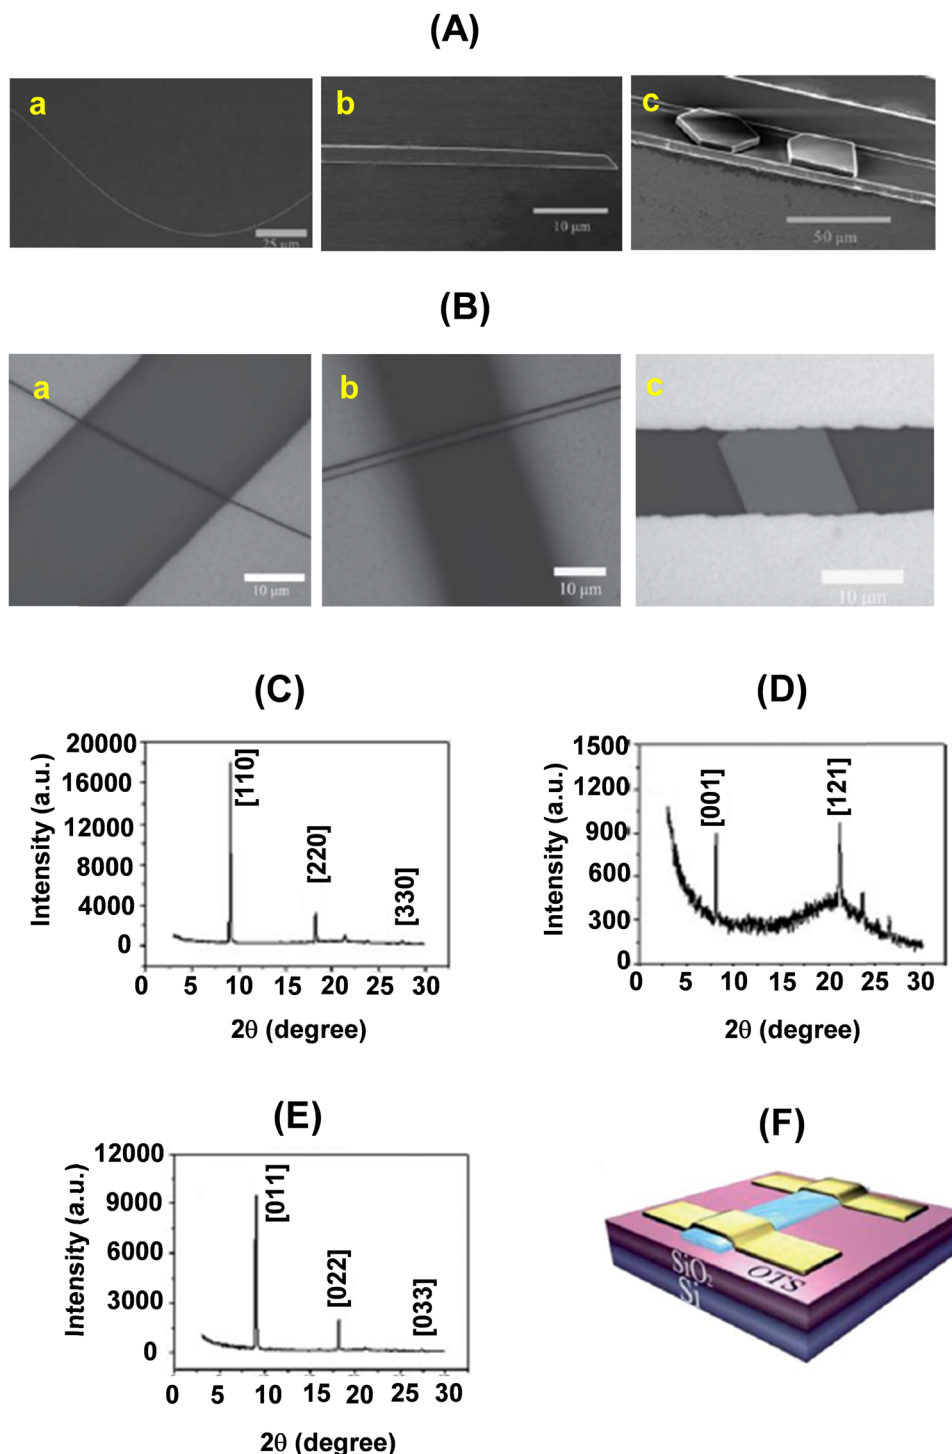 (A)
a
25 μm
b
10 μm
c
50 μm
(B)
a
10 μm
b
10 μm
c
10 μm
(C)
Intensity (a.u.)
20000
16000
12000
8000
4000
0
[110]
[220]
[330]
0 5 10 15 20 25 30
2θ (degree)
(D)
Intensity (a.u.)
1500
1200
900
600
300
0
[001]
[121]
0 5 10 15 20 25 30
2θ (degree)
(E)
Intensity (a.u.)
12000
9000
6000
3000
0
[011]
[022]
[033]
0 5 10 15 20 25 30
2θ (degree)
(F)
SiO2
OTS
Si